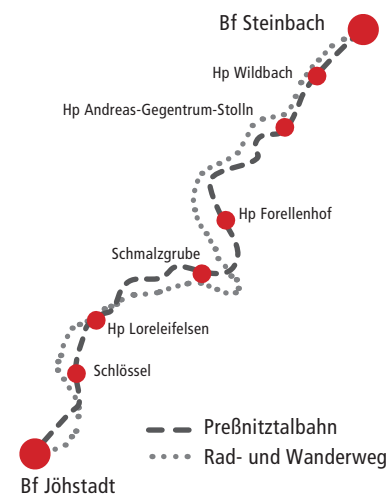 Bf Steinbach
Hp Wildbach
Hp Andreas-Gegentrum-Stolln
Hp Forellenhof
Schmalzgrube
Hp Loreleifelsen
Schlössel
Preßnitztalbahn
Rad- und Wanderweg
Bf Jöhstadt